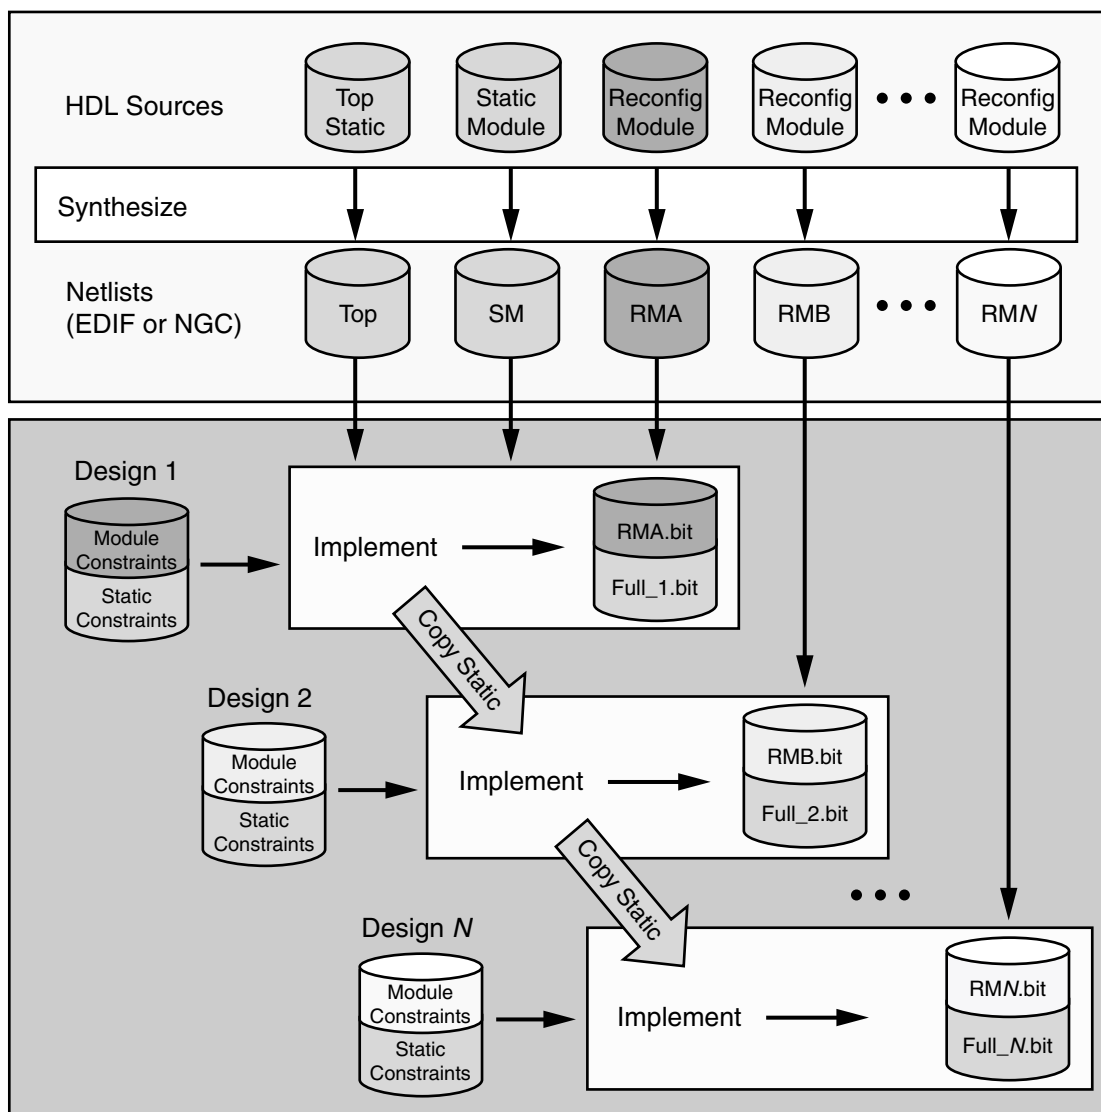 HDL Sources
Top
Static
Static
Module
Reconfig
Module
Reconfig
Module
• • •
Reconfig
Module
Synthesize
Netlists
(EDIF or NGC)
Top
SM
RMA
RMB
• • •
RMN
Design 1
Module
Constraints
Static
Constraints
Implement
RMA.bit
Full_1.bit
Copy Static
Design 2
Module
Constraints
Static
Constraints
Implement
RMB.bit
Full_2.bit
Copy Static
• • •
Design N
Module
Constraints
Static
Constraints
Implement
RMN.bit
Full_N.bit